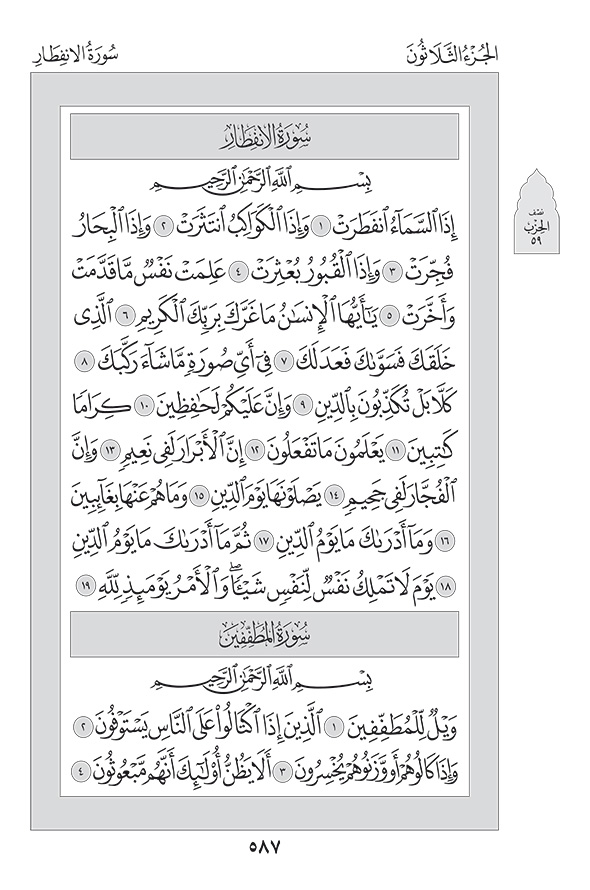 الجُزْءُ الثَّلَاثُونَ
سُورَةُ الانفِطَارِ
سُورَةُ الانفِطَارِ
بِسْمِ ٱللَّهِ ٱلرَّحْمَٰنِ ٱلرَّحِيمِ
إِذَا ٱلسَّمَآءُ ٱنفَطَرَتْ ١ وَإِذَا ٱلْكَوَاكِبُ ٱنتَثَرَتْ ٢ وَإِذَا ٱلْبِحَارُ
فُجِّرَتْ ٣ وَإِذَا ٱلْقُبُورُ بُعْثِرَتْ ٤ عَلِمَتْ نَفْسٌ مَّا قَدَّمَتْ
وَأَخَّرَتْ ٥ يَٰٓأَيُّهَا ٱلْإِنسَٰنُ مَا غَرَّكَ بِرَبِّكَ ٱلْكَرِيمِ ٦ ٱلَّذِى
خَلَقَكَ فَسَوَّىٰكَ فَعَدَلَكَ ٧ فِىٓ أَىِّ صُورَةٍ مَّا شَآءَ رَكَّبَكَ ٨
كَلَّا بَلْ تُكَذِّبُونَ بِٱلدِّينِ ٩ وَإِنَّ عَلَيْكُمْ لَحَٰفِظِينَ ١٠ كِرَامًا
كَٰتِبِينَ ١١ يَعْلَمُونَ مَا تَفْعَلُونَ ١٢ إِنَّ ٱلْأَبْرَارَ لَفِى نَعِيمٍ ١٣ وَإِنَّ
ٱلْفُجَّارَ لَفِى جَحِيمٍ ١٤ يَصْلَوْنَهَا يَوْمَ ٱلدِّينِ ١٥ وَمَا هُمْ عَنْهَا بِغَآئِبِينَ
١٦ وَمَآ أَدْرَىٰكَ مَا يَوْمُ ٱلدِّينِ ١٧ ثُمَّ مَآ أَدْرَىٰكَ مَا يَوْمُ ٱلدِّينِ
١٨ يَوْمَ لَا تَمْلِكُ نَفْسٌ لِّنَفْسٍ شَيْـًٔا ۖ وَٱلْأَمْرُ يَوْمَئِذٍ لِّلَّهِ ١٩
سُورَةُ المُطَفِّفِينَ
بِسْمِ ٱللَّهِ ٱلرَّحْمَٰنِ ٱلرَّحِيمِ
وَيْلٌ لِّلْمُطَفِّفِينَ ١ ٱلَّذِينَ إِذَا ٱكْتَالُوا۟ عَلَى ٱلنَّاسِ يَسْتَوْفُونَ ٢
وَإِذَا كَالُوهُمْ أَو وَّزَنُوهُمْ يُخْسِرُونَ ٣ أَلَا يَظُنُّ أُو۟لَٰٓئِكَ أَنَّهُم مَّبْعُوثُونَ ٤
نصف
الحزب
٥٩
٥٨٧